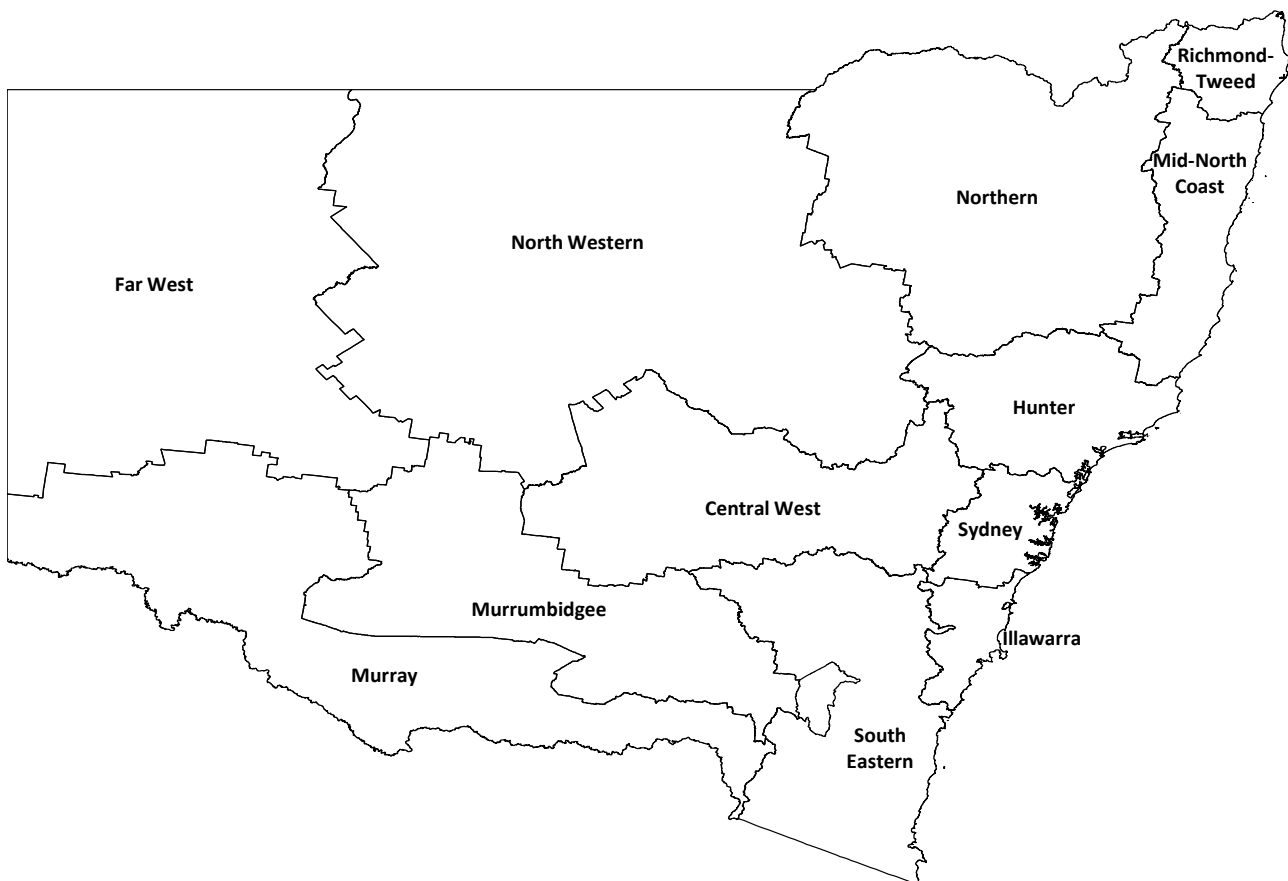 Richmond-
Tweed
Mid-North
Coast
Northern
North Western
Far West
Hunter
Central West
Sydney
Murrumbidgee
Illawarra
Murray
South
Eastern